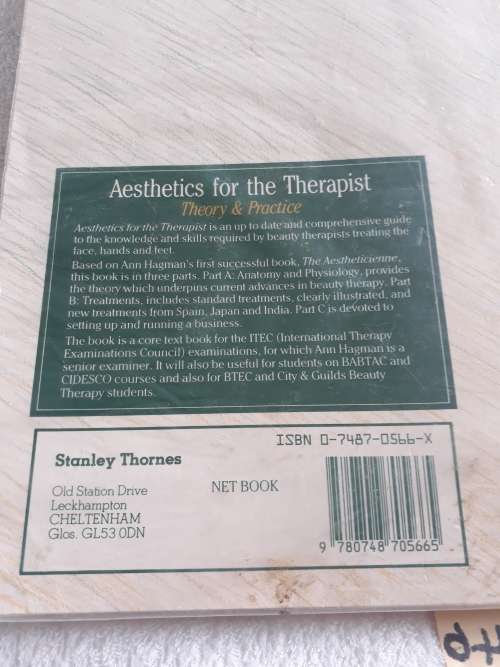 Aesthetics for the Therapist
Theory & Practice
Aesthetics for the Therapist is an up to date and comprehensive guide
to the knowledge and skills required by beauty therapists treating the
face, hands and feet.
Based on Ann Hagman's first successful book, The Aestheticienne,
this book is in three parts. Part A: Anatomy and Physiology, provides
the theory which underpins current advances in beauty therapy. Part
B: Treatments, includes standard treatments, clearly illustrated, and
new treatments from Spain, Japan and India. Part C is devoted to
setting up and running a business.
The book is a core text book for the ITEC (International Therapy
Examinations Council) examinations, for which Ann Hagman is a
senior examiner. It will also be useful for students on BABTAC and
CIDESCO courses and also for BTEC and City & Guilds Beauty
Therapy students.
ISBN 0-7487-0566-X
Stanley Thornes
Old Station Drive
Leckhampton
CHELTENHAM
Glos. GL53 0DN
NET BOOK
9 780748 705665